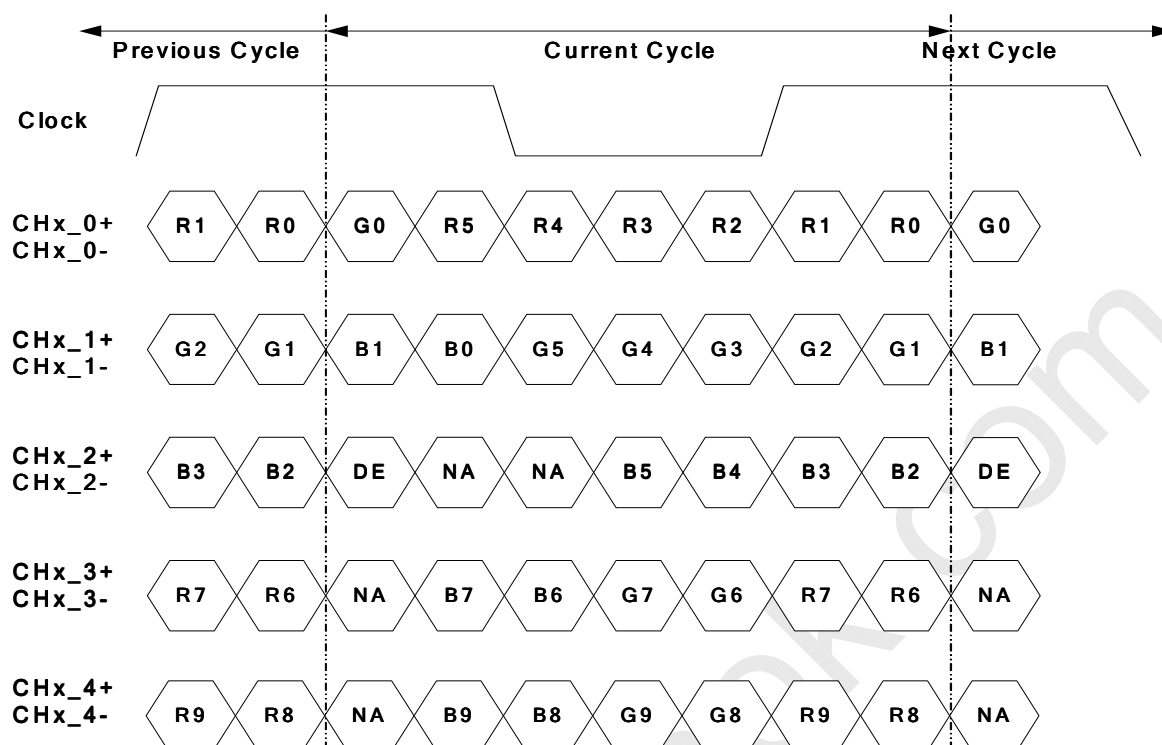 Previous Cycle Current Cycle Next Cycle
Clock
CHx_0+ R1 R0 G0 R5 R4 R3 R2 R1 R0 G0
CHx_0-
CHx_1+ G2 G1 B1 B0 G5 G4 G3 G2 G1 B1
CHx_1-
CHx_2+ B3 B2 DE NA NA B5 B4 B3 B2 DE
CHx_2-
CHx_3+ R7 R6 NA B7 B6 G7 G6 R7 R6 NA
CHx_3-
CHx_4+ R9 R8 NA B9 B8 G9 G8 R9 R8 NA
CHx_4-